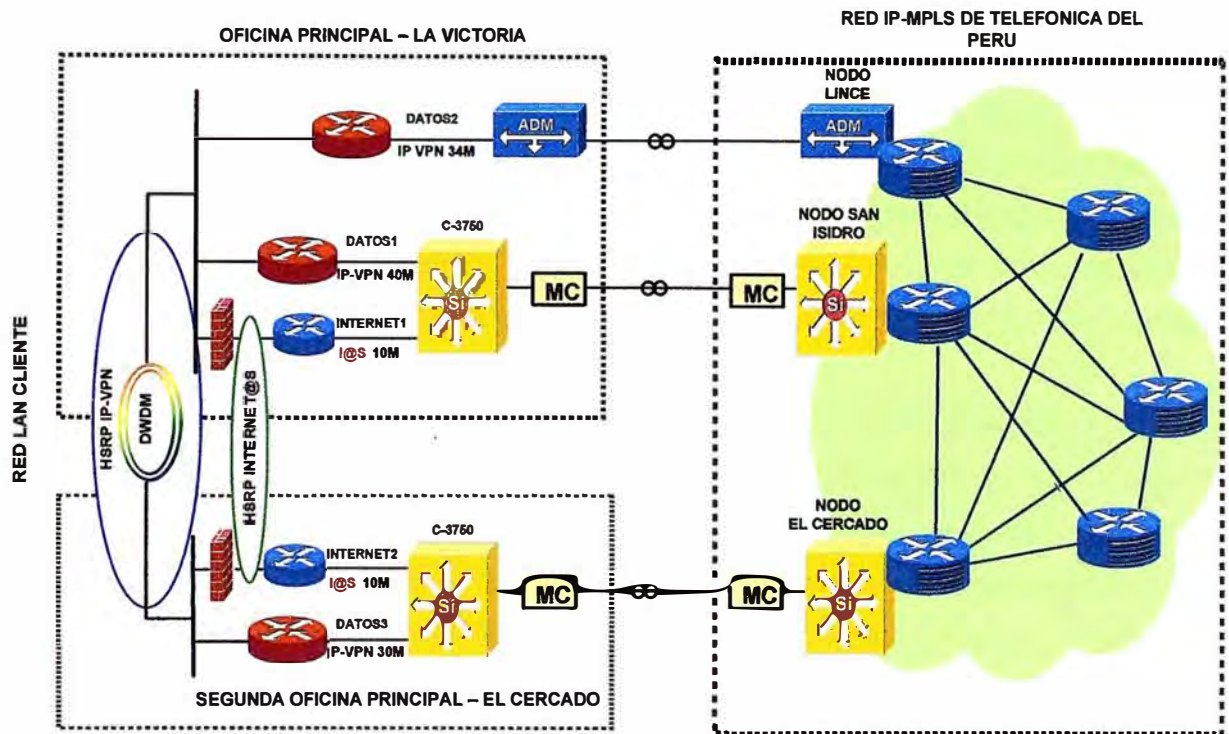 RED IP-MPLS DE TELEFONICA DEL
PERU
OFICINA PRINCIPAL – LA VICTORIA
NODO
LINCE
DATOS2
IP VPN 34M
ADM
ADM
NODO SAN
ISIDRO
C-3750
DATOS1
IP-VPN 40M
Si
MC
MC
Si
INTERNET1
I@S 10M
RED LAN CLIENTE
HSRP IP-VPN
DWDM
HSRP INTERNET@S
NODO
EL CERCADO
C-3750
INTERNET2
I@S 10M
Si
MC
MC
Si
DATOS3
IP-VPN 30M
SEGUNDA OFICINA PRINCIPAL – EL CERCADO